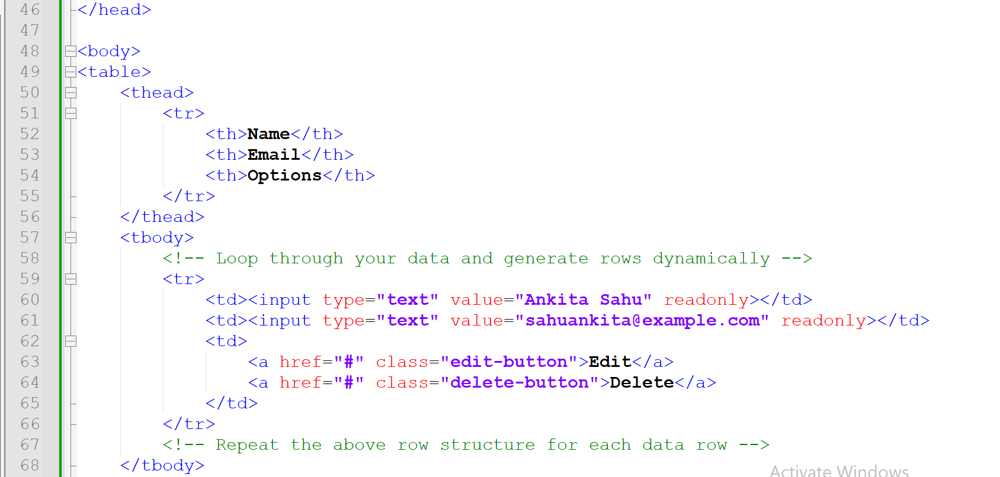 46 </head>
47
48 <body>
49 <table>
50     <thead>
51         <tr>
52             <th>Name</th>
53             <th>Email</th>
54             <th>Options</th>
55         </tr>
56     </thead>
57     <tbody>
58         <!-- Loop through your data and generate rows dynamically -->
59         <tr>
60             <td><input type="text" value="Ankita Sahu" readonly></td>
61             <td><input type="text" value="sahuankita@example.com" readonly></td>
62             <td>
63                 <a href="#" class="edit-button">Edit</a>
64                 <a href="#" class="delete-button">Delete</a>
65             </td>
66         </tr>
67         <!-- Repeat the above row structure for each data row -->
68     </tbody>
Activate Windows